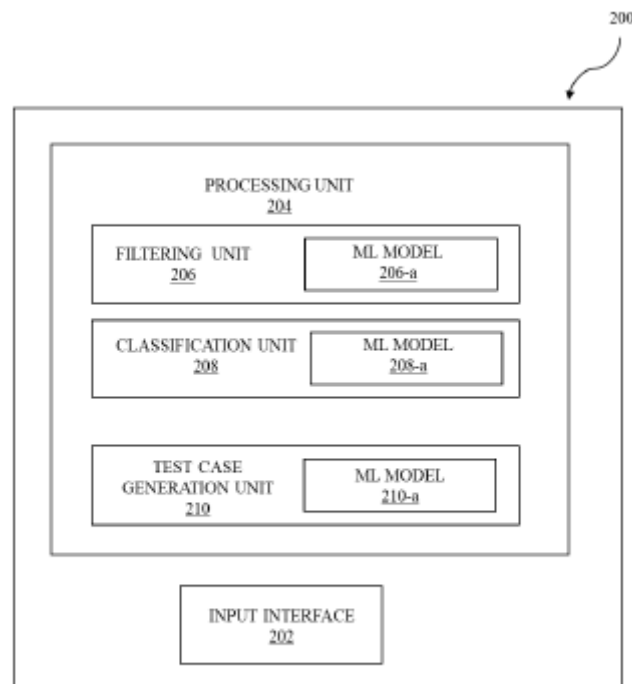 200
PROCESSING UNIT
204
FILTERING UNIT
206
ML MODEL
206-a
CLASSIFICATION UNIT
208
ML MODEL
208-a
TEST CASE
GENERATION UNIT
210
ML MODEL
210-a
INPUT INTERFACE
202